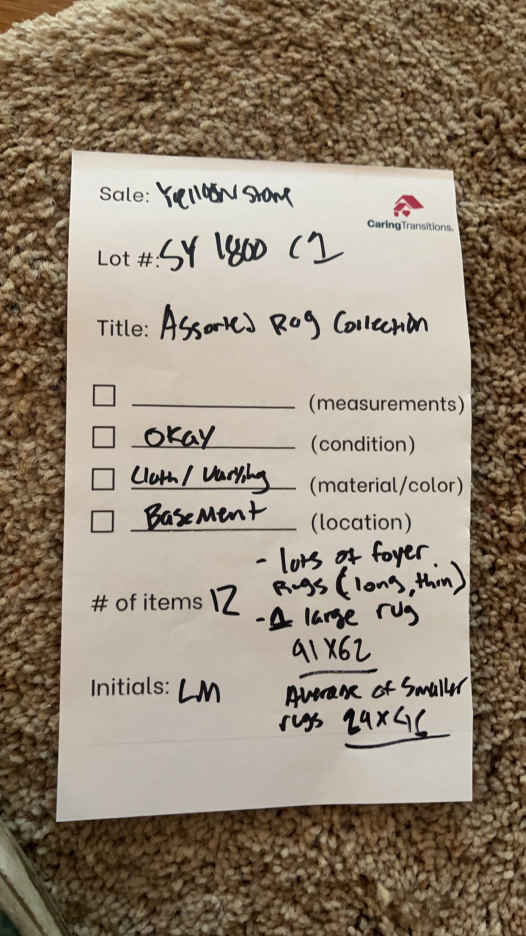 Sale: Yellowstone
CaringTransitions.
Lot #: SY 1800 C1
Title: Assorted Rug Collection
(measurements)
Okay (condition)
Cloth / Varying (material/color)
Basement (location)
- lots of foyer
Rugs (long, thin)
# of items 12
- 1 large rug
91 x 62
Initials: LM
Average of smaller
rugs 24 x 46